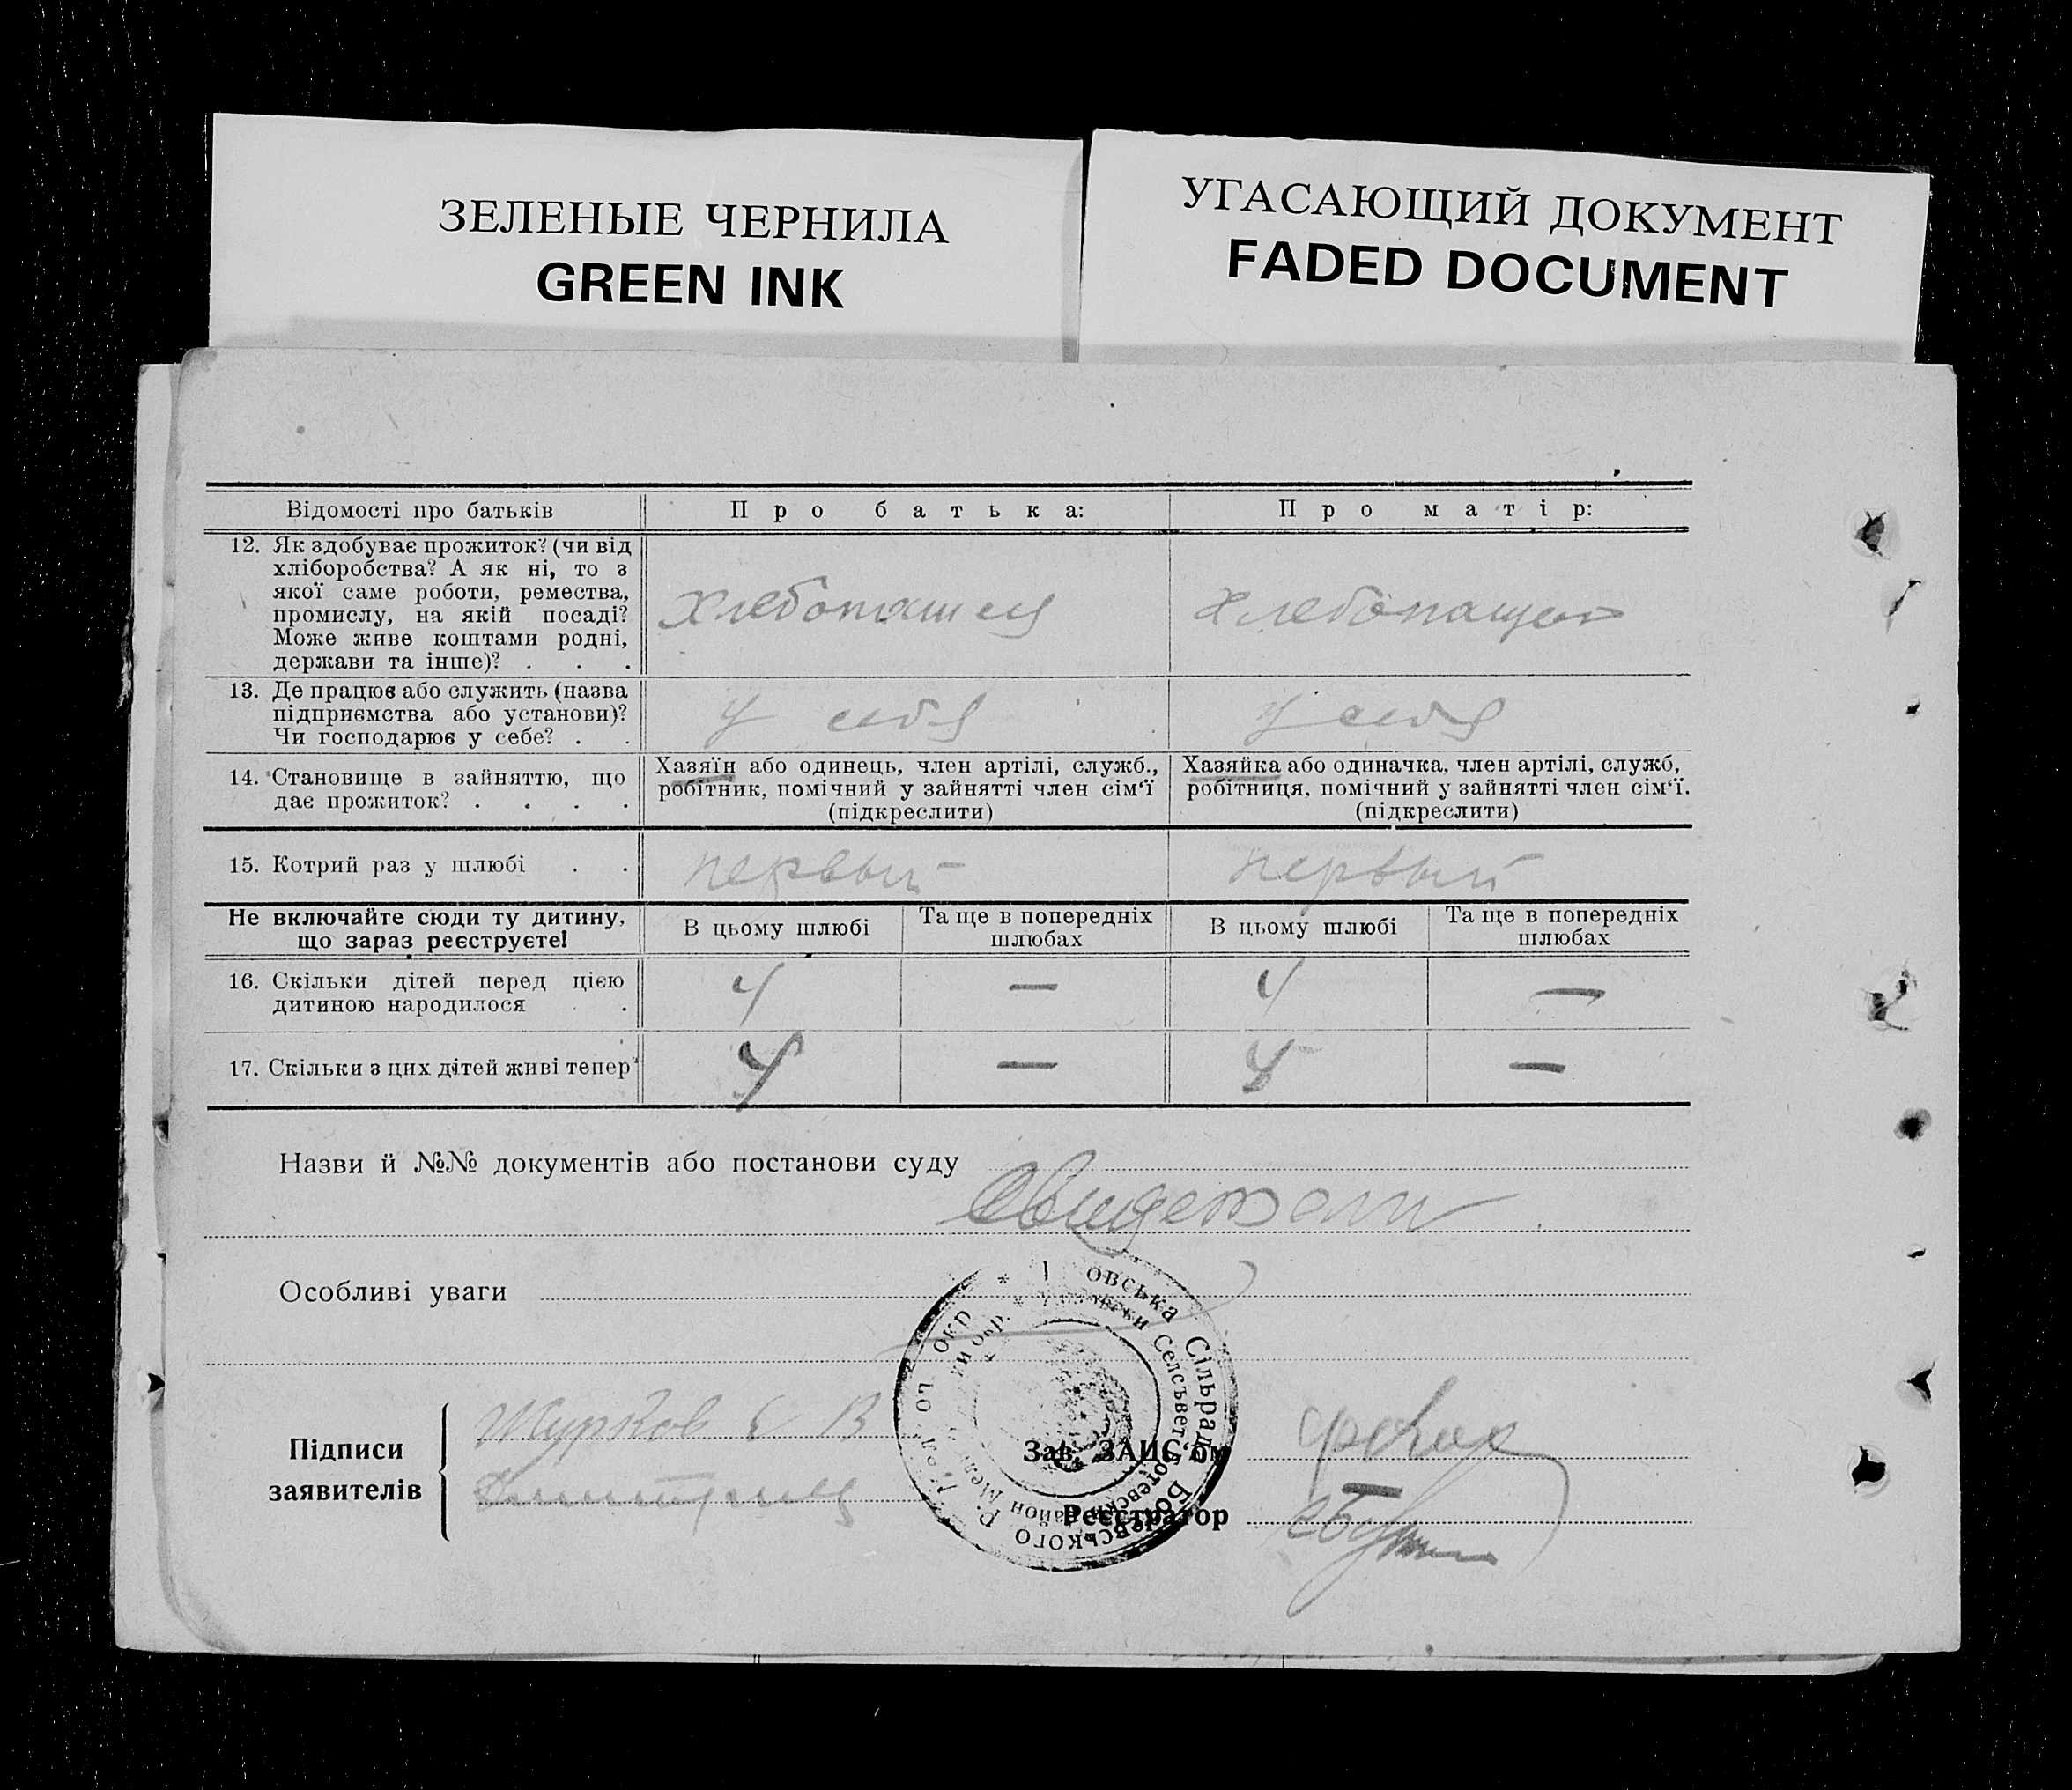 ЗЕЛЕНЫЕ ЧЕРНИЛА
GREEN INK
УГАСАЮЩИЙ ДОКУМЕНТ
FADED DOCUMENT
Відомості про батьків
Про батька:
Про матір:
12. Як здобуває прожиток? (чи від
хліборобства? А як ні, то з
якої саме роботи, ремества,
промислу, на якій посаді?
Може живе коштами родні,
держави та інше)? . . .
Хлебопашец
Хлебопашец
13. Де працює або служить (назва
підприємства або установи)?
Чи господарює у себе? . .
у себя
у себя
14. Становище в зайняттю, що
дає прожиток? . . . .
Хазяїн або одинець, член артілі, служб.,
робітник, помічний у зайнятті член сім'ї
(підкреслити)
Хазяйка або одиначка, член артілі, служб,
робітниця, помічний у зайнятті член сім'ї.
(підкреслити)
15. Котрий раз у шлюбі . .
первый
первый
Не включайте сюди ту дитину,
що зараз реєструєте!
В цьому шлюбі
Та ще в попередніх
шлюбах
В цьому шлюбі
Та ще в попередніх
шлюбах
16. Скільки дітей перед цією
дитиною народилося .
4
—
4
—
17. Скільки з цих дітей живі тепер
4
—
4
—
Назви й №№ документів або постанови суду
Особливі уваги
Підписи
заявителів
Журков
Дмитриев
Зав. ЗАГС'ом
Реєстратор
овська Сільрада